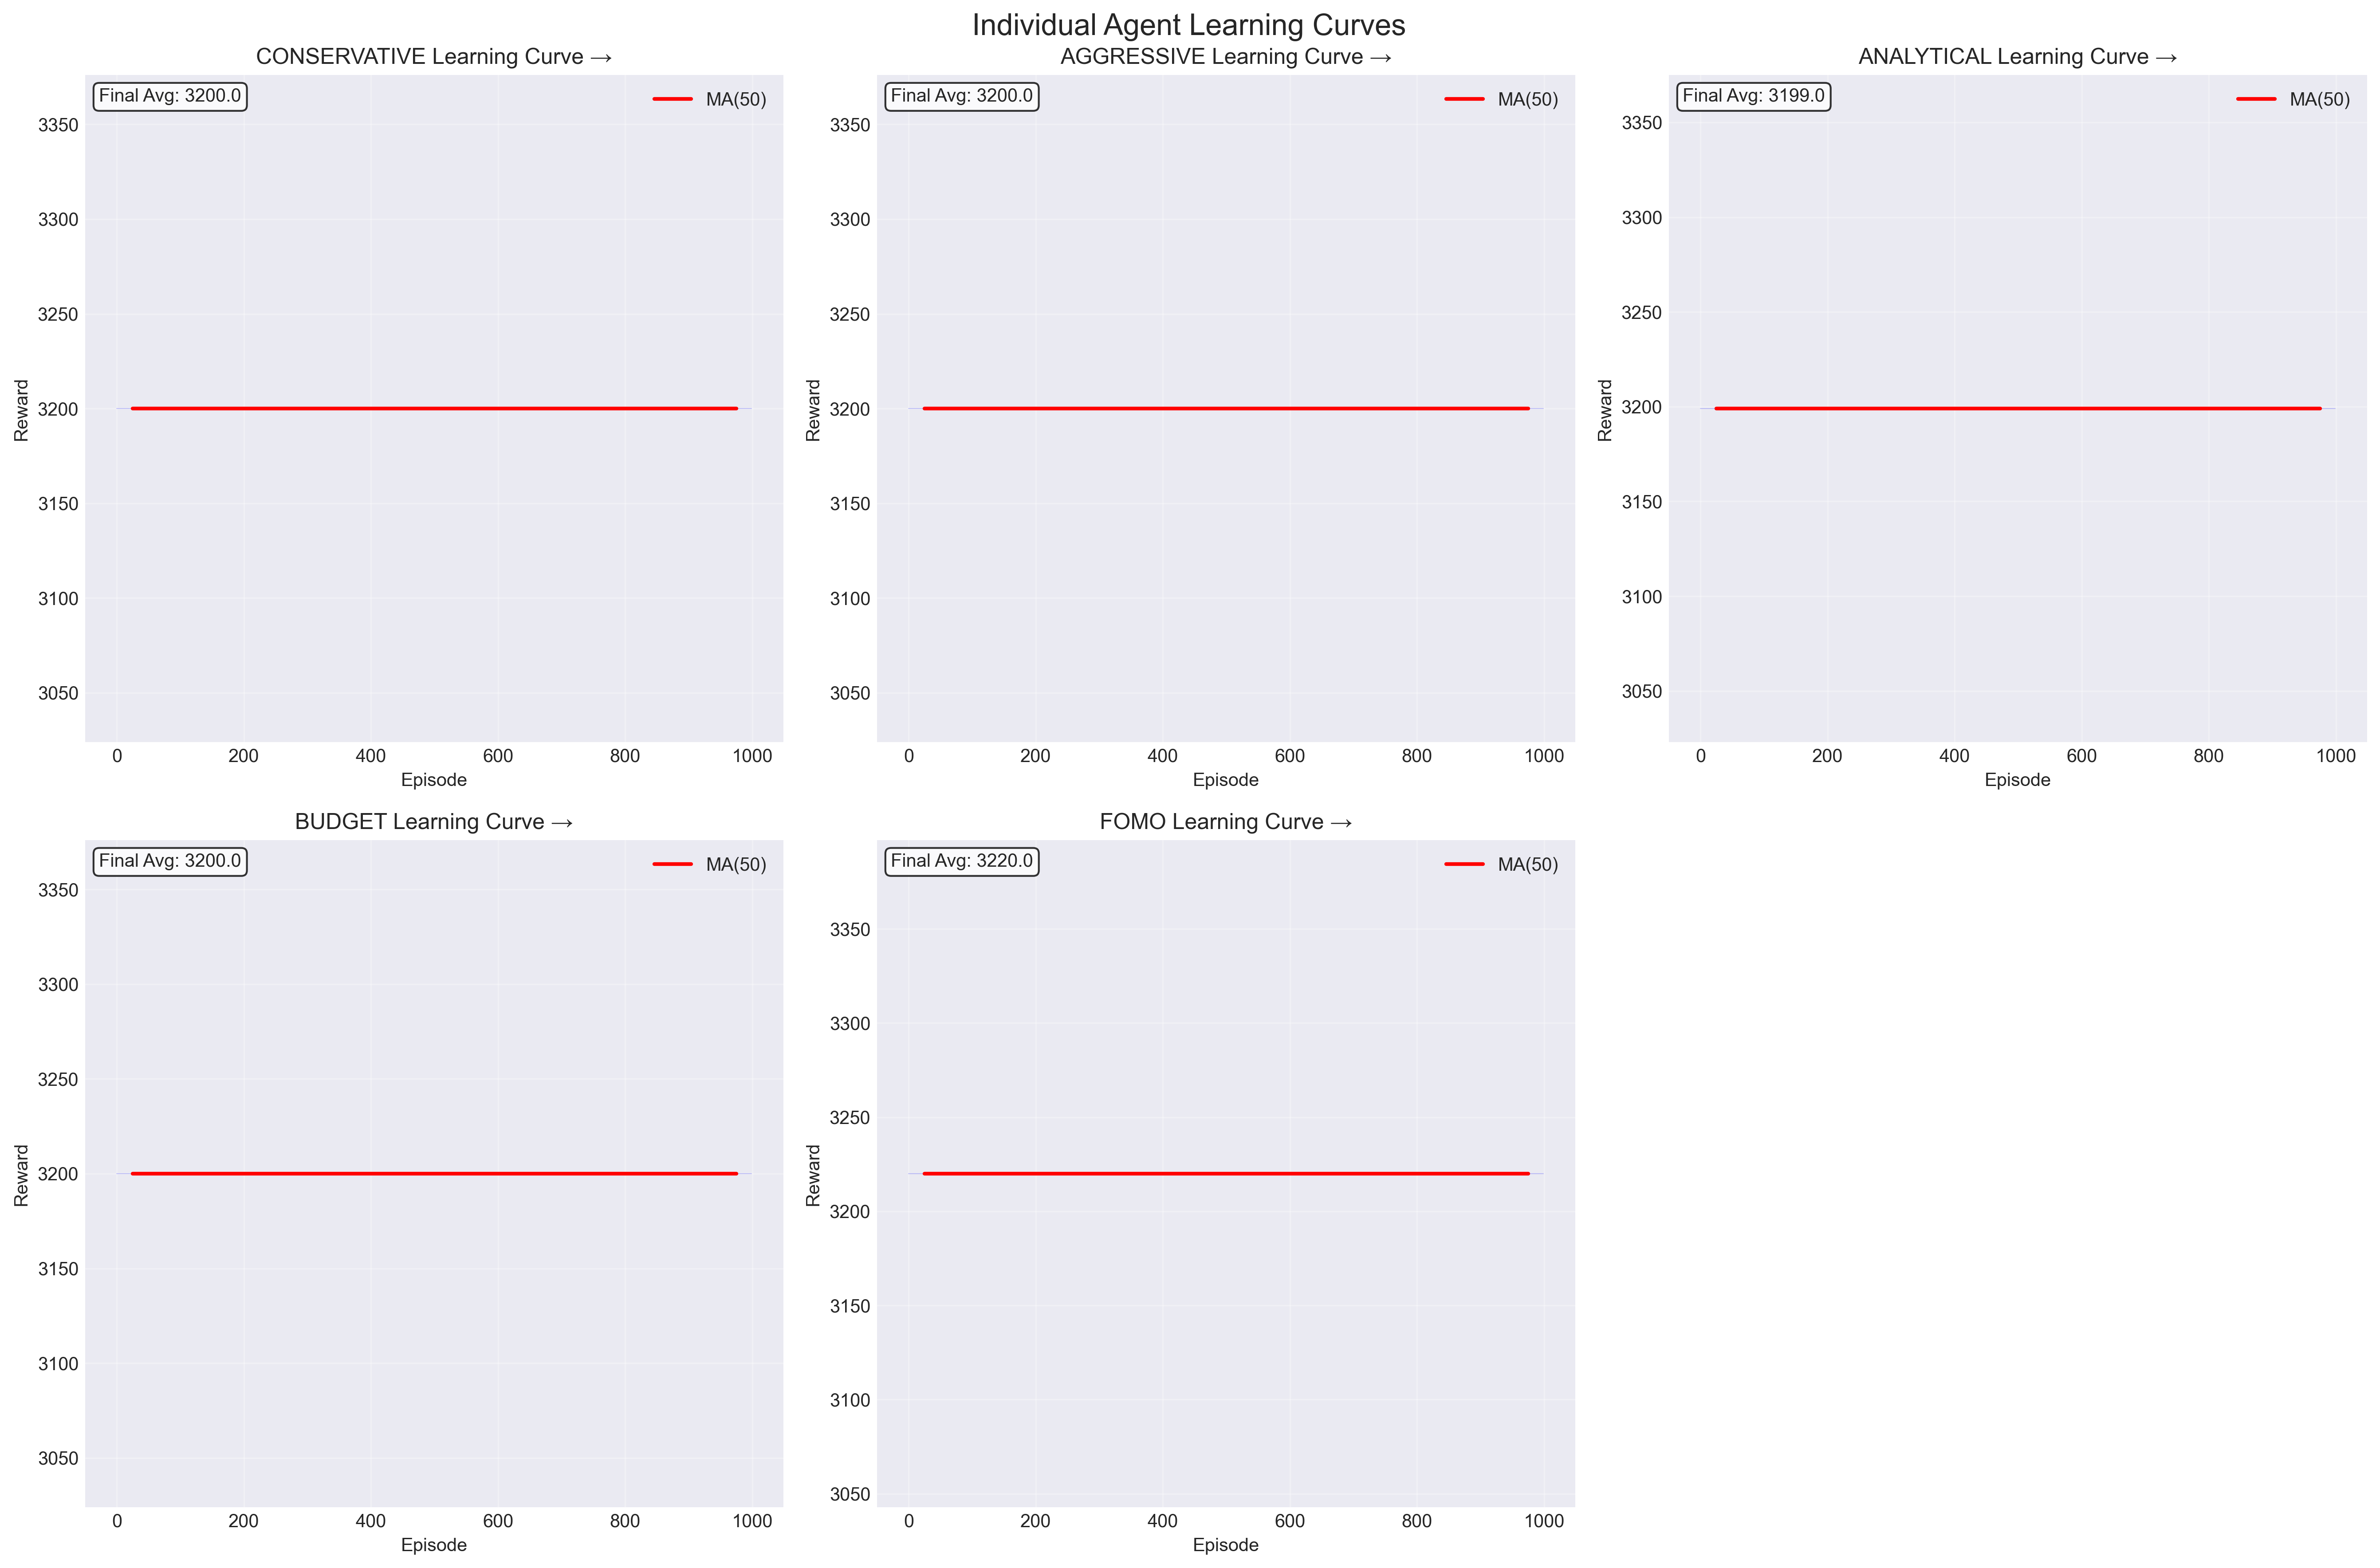 Individual Agent Learning Curves
CONSERVATIVE Learning Curve →
Final Avg: 3200.0
MA(50)
3350
3300
3250
3200
3150
3100
3050
Reward
0 200 400 600 800 1000
Episode
AGGRESSIVE Learning Curve →
Final Avg: 3200.0
MA(50)
3350
3300
3250
3200
3150
3100
3050
Reward
0 200 400 600 800 1000
Episode
ANALYTICAL Learning Curve →
Final Avg: 3199.0
MA(50)
3350
3300
3250
3200
3150
3100
3050
Reward
0 200 400 600 800 1000
Episode
BUDGET Learning Curve →
Final Avg: 3200.0
MA(50)
3350
3300
3250
3200
3150
3100
3050
Reward
0 200 400 600 800 1000
Episode
FOMO Learning Curve →
Final Avg: 3220.0
MA(50)
3350
3300
3250
3200
3150
3100
3050
Reward
0 200 400 600 800 1000
Episode